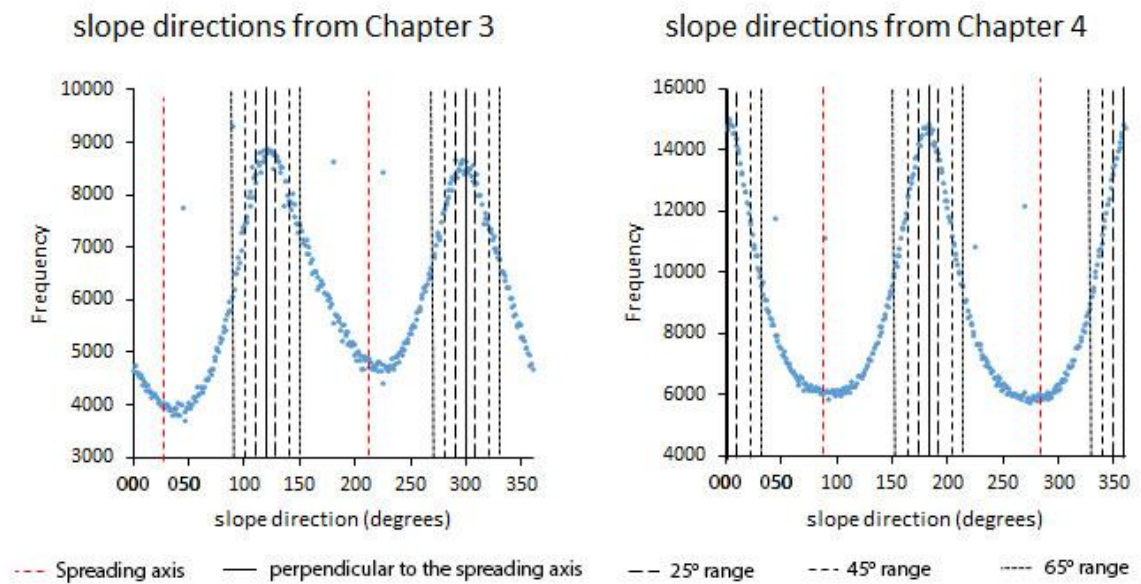 slope directions from Chapter 3
10000
9000
8000
7000
6000
5000
4000
3000
Frequency
000 050 100 150 200 250 300 350
slope direction (degrees)
slope directions from Chapter 4
16000
14000
12000
10000
8000
6000
4000
Frequency
000 050 100 150 200 250 300 350
slope direction (degrees)
Spreading axis perpendicular to the spreading axis 25º range 45º range 65º range